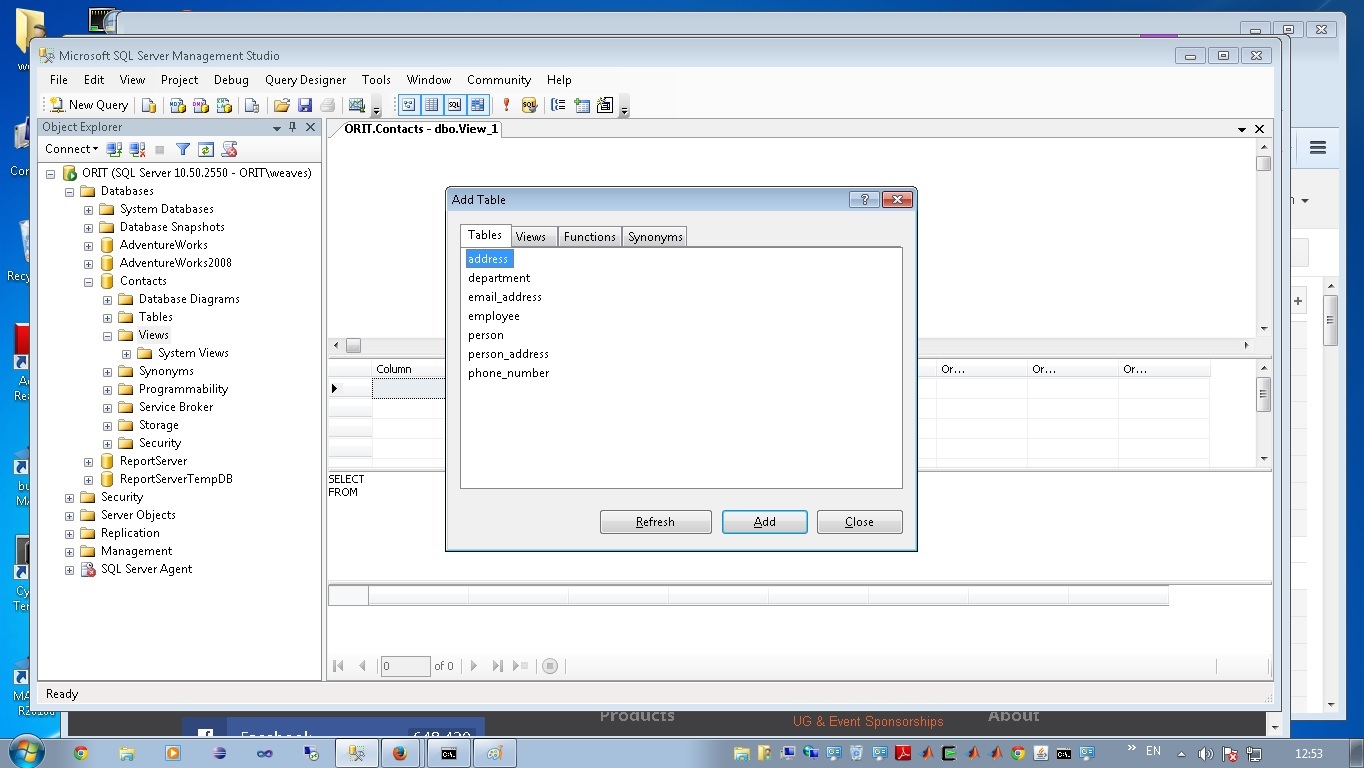 Microsoft SQL Server Management Studio
File Edit View Project Debug Query Designer Tools Window Community Help
New Query
Object Explorer
Connect
ORIT (SQL Server 10.50.2550 - ORIT\weaves)
Databases
System Databases
Database Snapshots
AdventureWorks
AdventureWorks2008
Contacts
Database Diagrams
Tables
Views
System Views
Synonyms
Programmability
Service Broker
Storage
Security
ReportServer
ReportServerTempDB
Security
Server Objects
Replication
Management
SQL Server Agent
ORIT.Contacts - dbo.View_1
Add Table
Tables Views Functions Synonyms
address
department
email_address
employee
person
person_address
phone_number
Refresh Add Close
Column Or... Or... Or...
SELECT
FROM
0 of 0
Ready
Products
UG & Event Sponsorships
About
EN
12:53